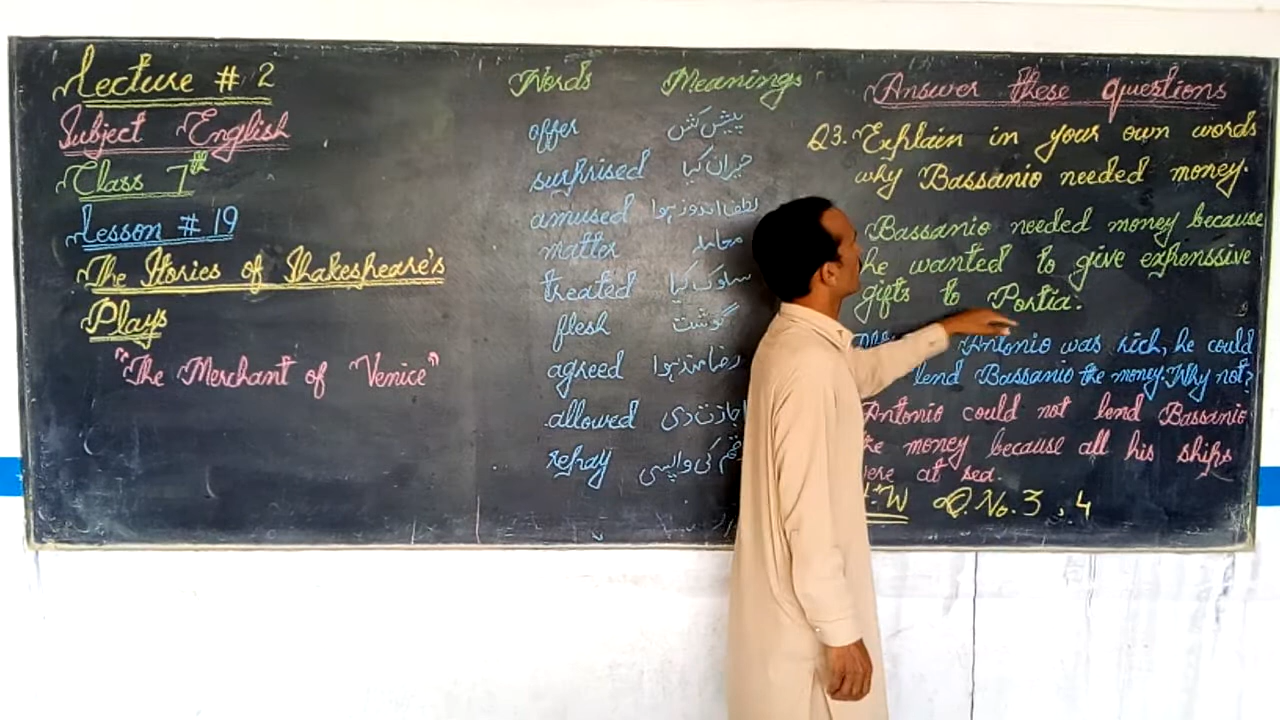 Lecture # 2
Subject English
Class 7th
Lesson # 19
The Stories of Shakespeare's
Plays
"The Merchant of Venice"
Words Meanings
offer پیش کش
surprised حیران کیا
amused لطف اندوز ہوا
matter معاملہ
treated سلوک کیا
flesh گوشت
agreed رضا مند ہوا
allowed اجازت دی
repay رقم کی واپسی
Answer these questions
Q3. Explain in your own words
why Bassanio needed money.
Bassanio needed money because
he wanted to give expenssive
gifts to Portia.
Antonio was rich, he could
lend Bassanio the money. Why not?
Antonio could not lend Bassanio
the money because all his ships
were at sea.
H.W Q.No.3, 4